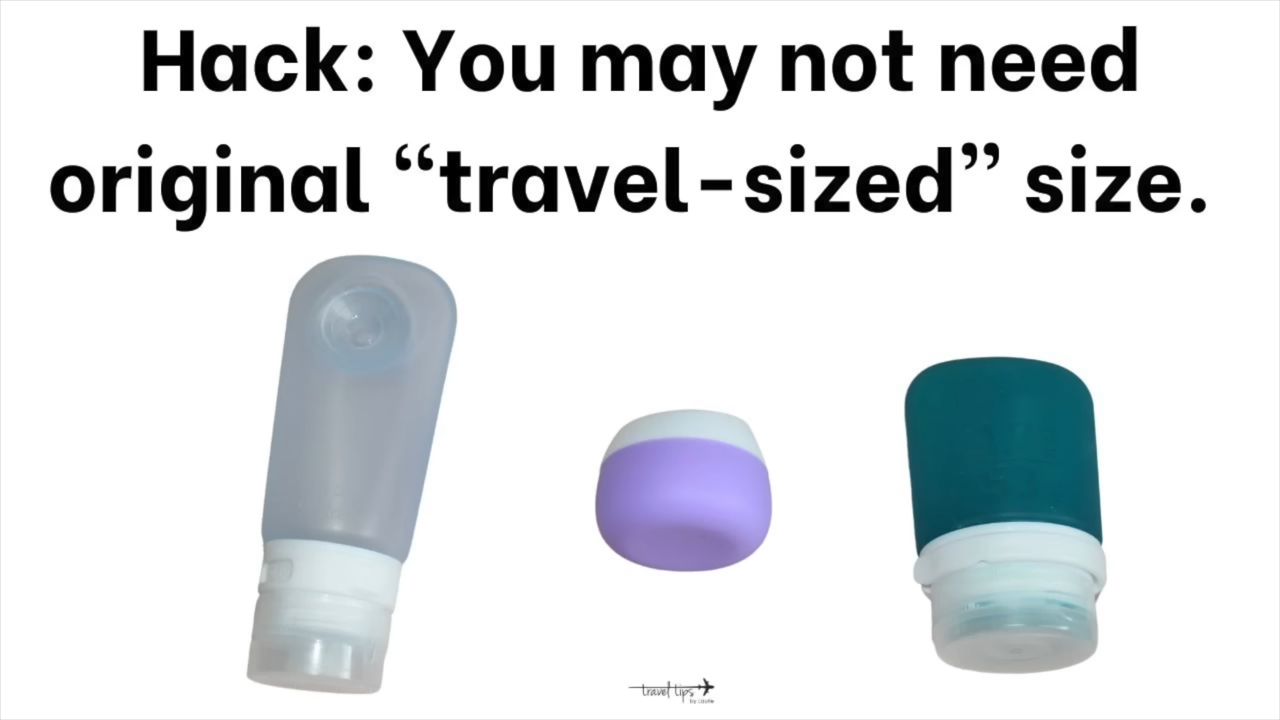 Hack: You may not need
original “travel-sized” size.
travel tips